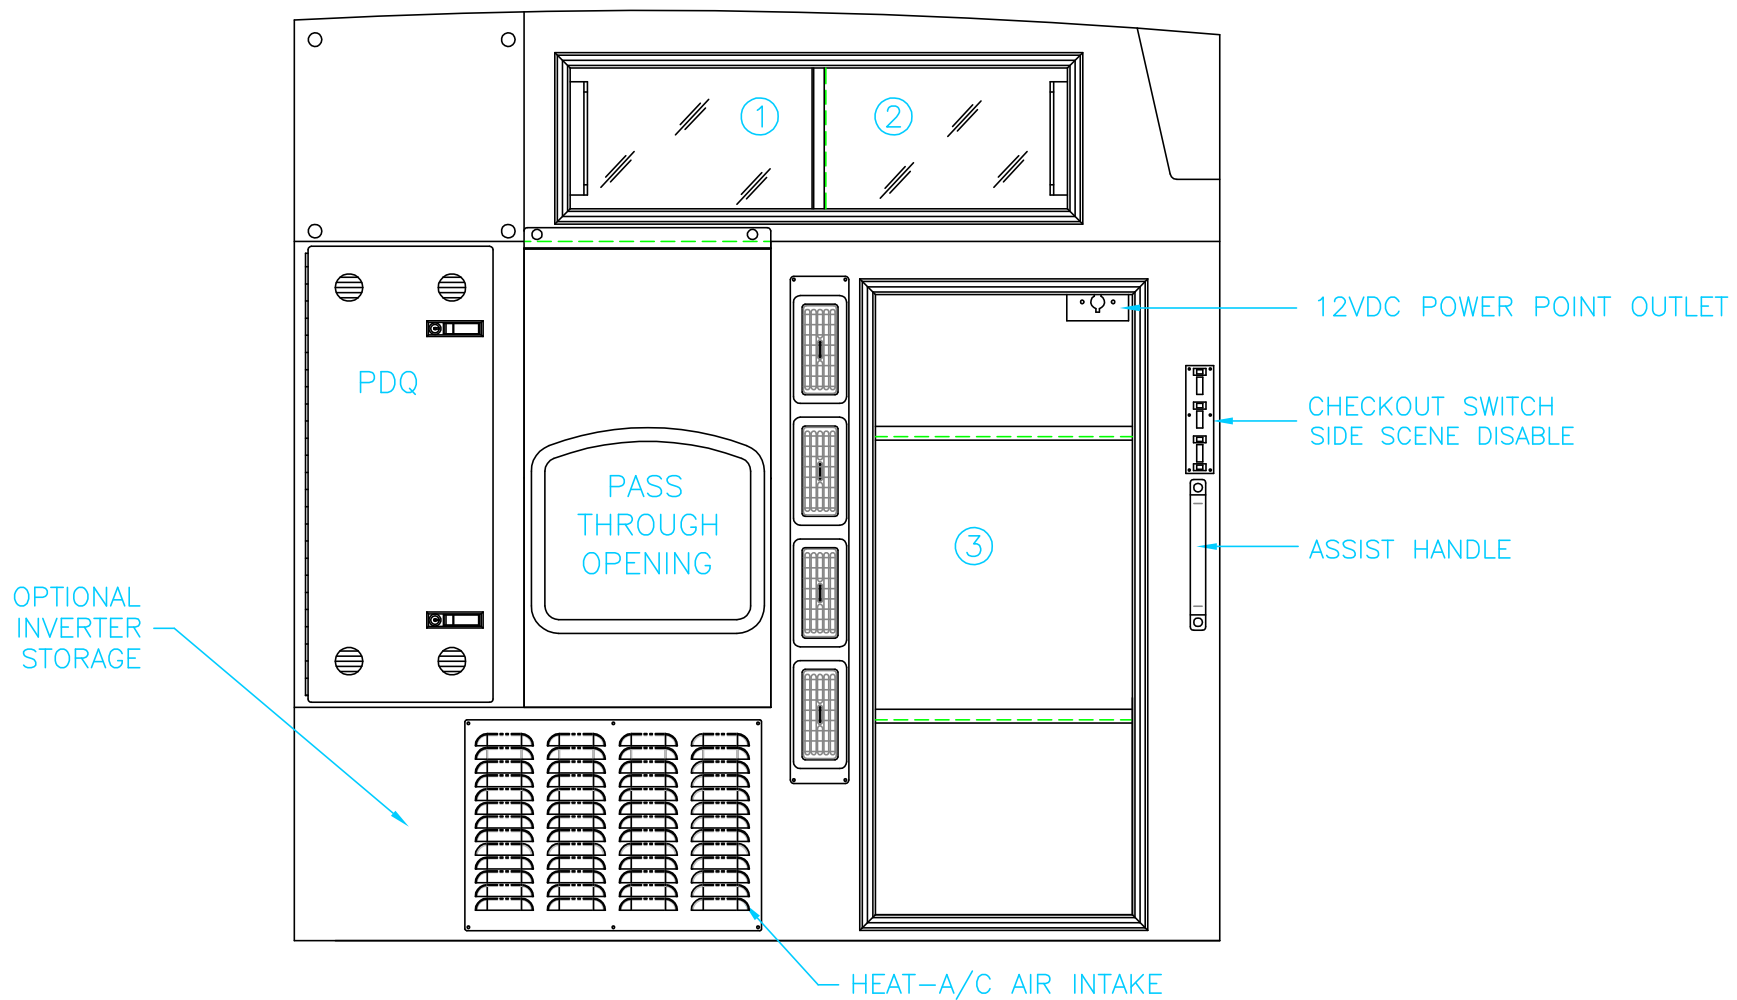 1
2
12VDC POWER POINT OUTLET
PDQ
CHECKOUT SWITCH
SIDE SCENE DISABLE
PASS
THROUGH
OPENING
3
ASSIST HANDLE
OPTIONAL
INVERTER
STORAGE
HEAT-A/C AIR INTAKE